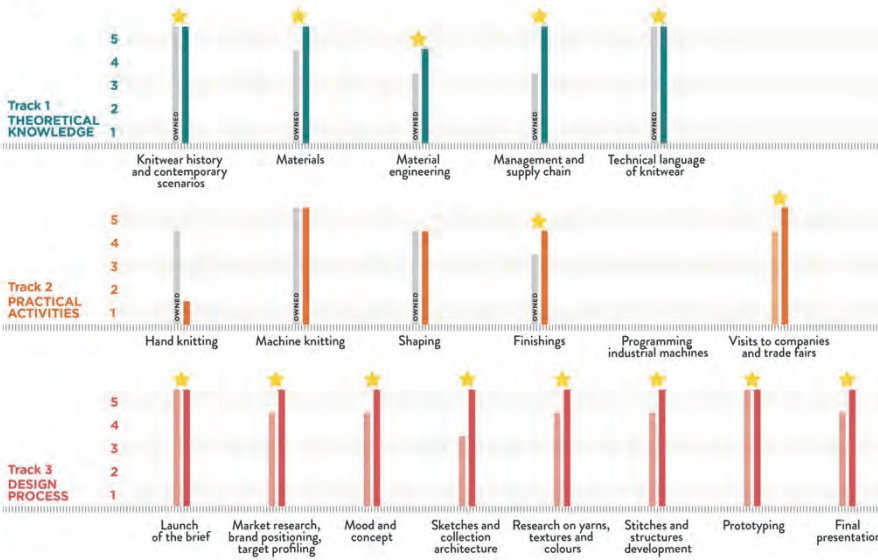 5
4
3
2
1
Track 1
THEORETICAL
KNOWLEDGE
OWNED
OWNED
OWNED
OWNED
OWNED
Knitwear history
and contemporary
scenarios
Materials
Material
engineering
Management and
supply chain
Technical language
of knitwear
5
4
3
2
1
Track 2
PRACTICAL
ACTIVITIES
OWNED
OWNED
OWNED
OWNED
Hand knitting
Machine knitting
Shaping
Finishings
Programming
industrial machines
Visits to companies
and trade fairs
5
4
3
2
1
Track 3
DESIGN
PROCESS
Launch
of the brief
Market research,
brand positioning,
target profiling
Mood and
concept
Sketches and
collection
architecture
Research on yarns,
textures and
colours
Stitches and
structures
development
Prototyping
Final
presentation